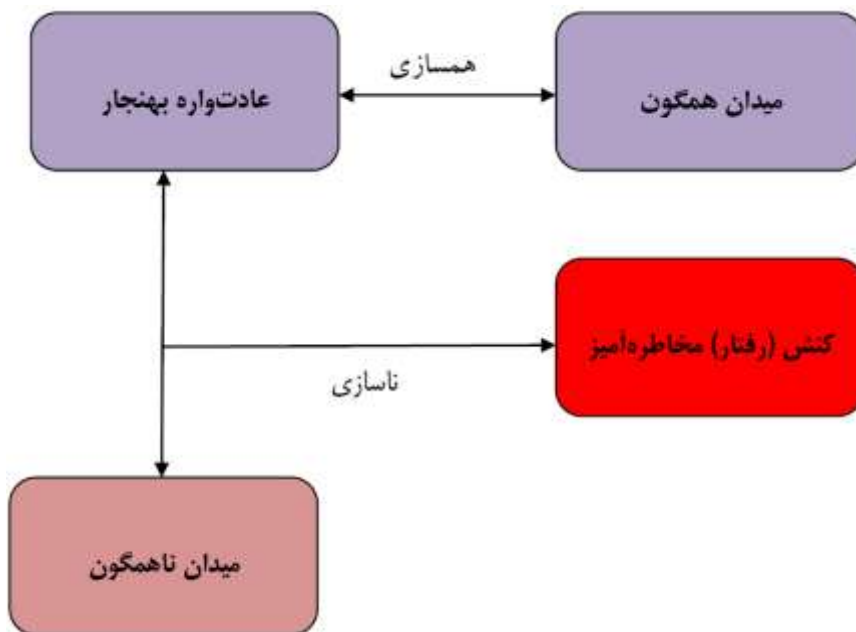 میدان همگون
همسازی
عادت‌واره بهنجار
کنش (رفتار) مخاطره‌آمیز
ناسازی
میدان ناهمگون